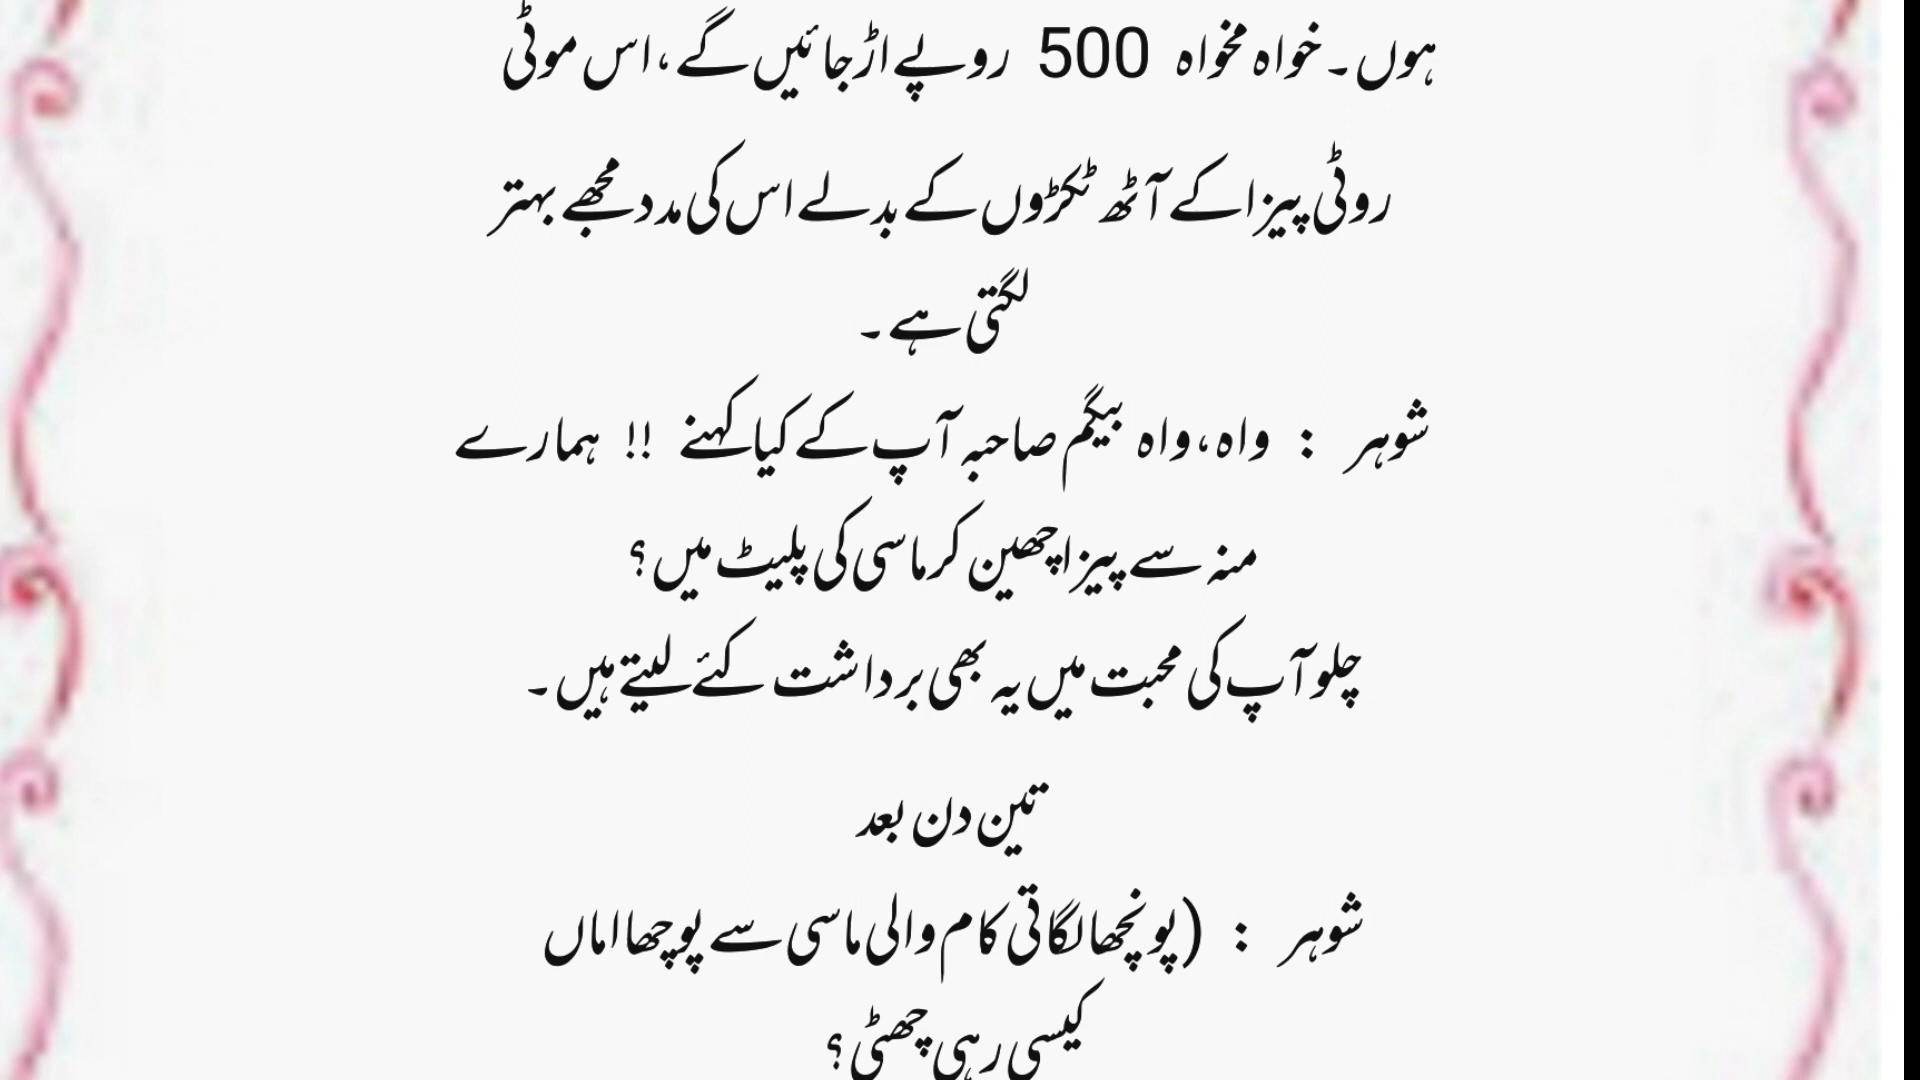 ہوں۔ خواہ مخواہ 500 روپے اڑ جائیں گے، اس موٹی
روٹی پیزا کے آٹھ ٹکڑوں کے بدلے اس کی مدد مجھے بہتر
لگتی ہے۔
شوہر : واہ، واہ بیگم صاحبہ آپ کے کیا کہنے !! ہمارے
منہ سے پیزا چھین کر ماسی کی پلیٹ میں؟
چلو آپ کی محبت میں یہ بھی برداشت کئے لیتے ہیں۔
تین دن بعد
شوہر : (پونچھا لگاتی کام والی ماسی سے پوچھا اماں
کیسی رہی چھٹی؟